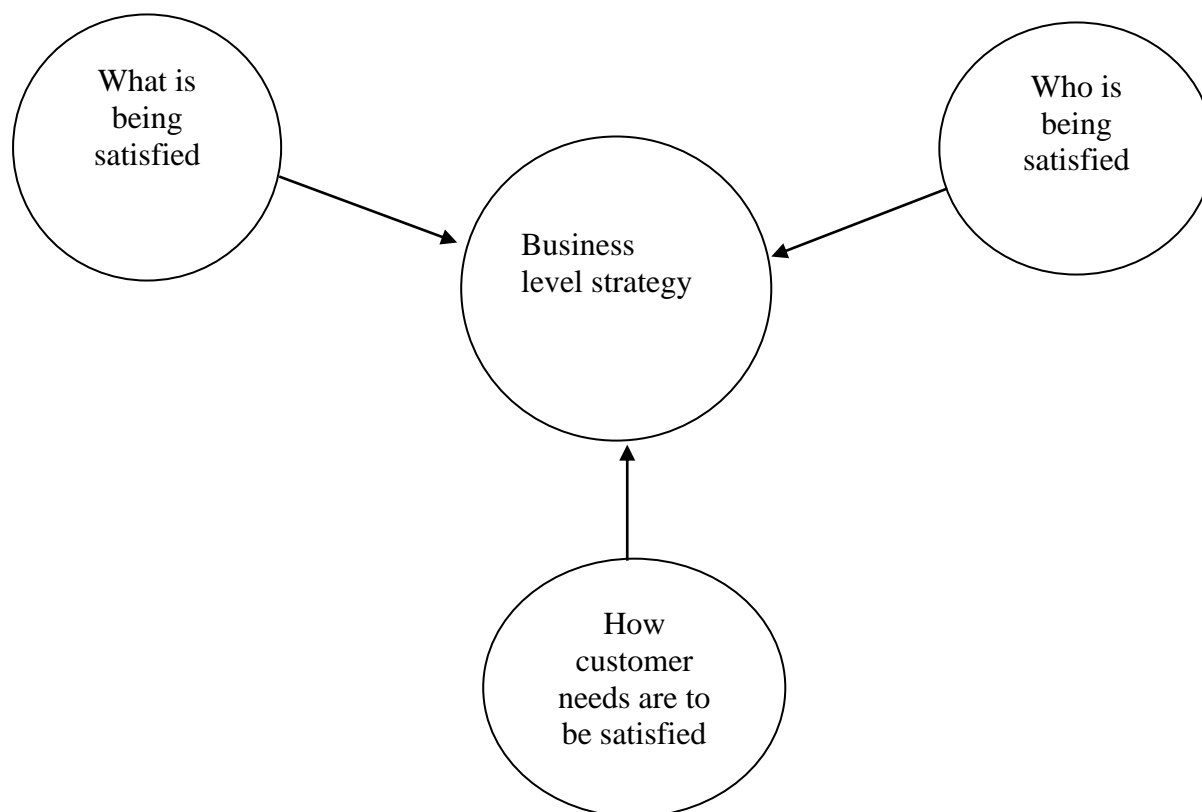 What is
being
satisfied
Who is
being
satisfied
Business
level strategy
How
customer
needs are to
be satisfied